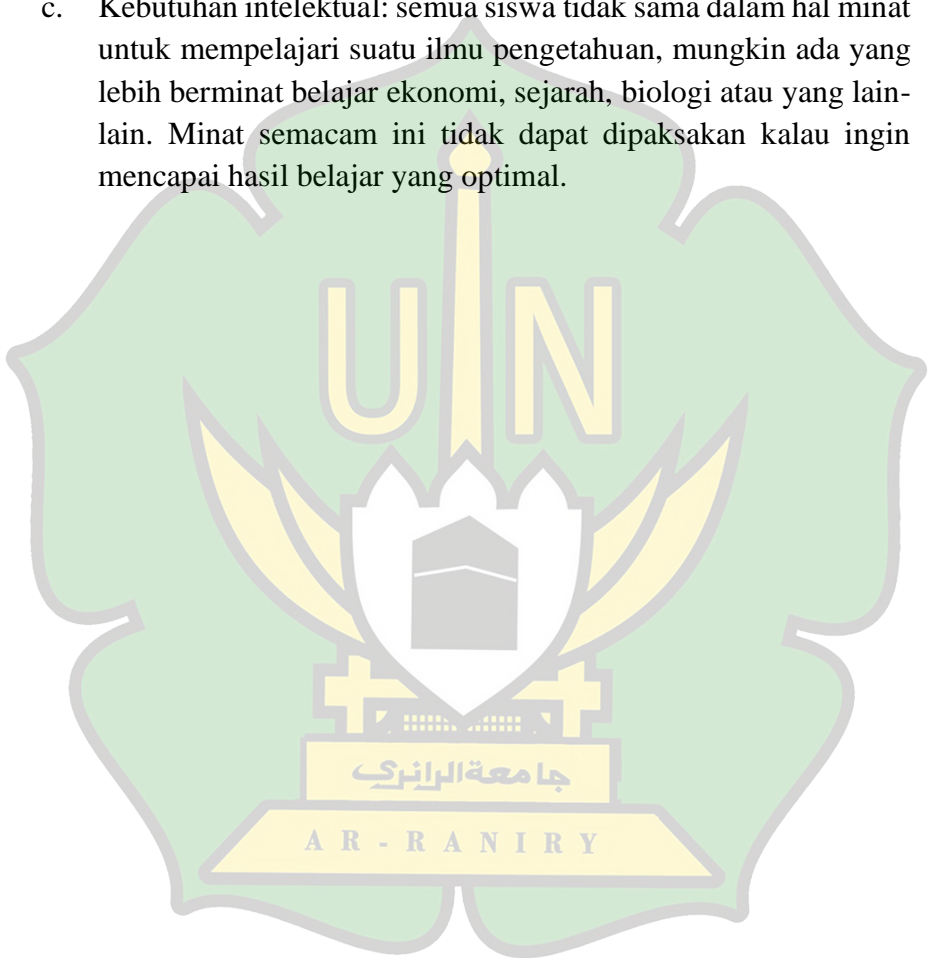 c. Kebutuhan intelektual: semua siswa tidak sama dalam hal minat
untuk mempelajari suatu ilmu pengetahuan, mungkin ada yang
lebih berminat belajar ekonomi, sejarah, biologi atau yang lain-
lain. Minat semacam ini tidak dapat dipaksakan kalau ingin
mencapai hasil belajar yang optimal.
UIN
جامعة الرانري
AR-RANIRY